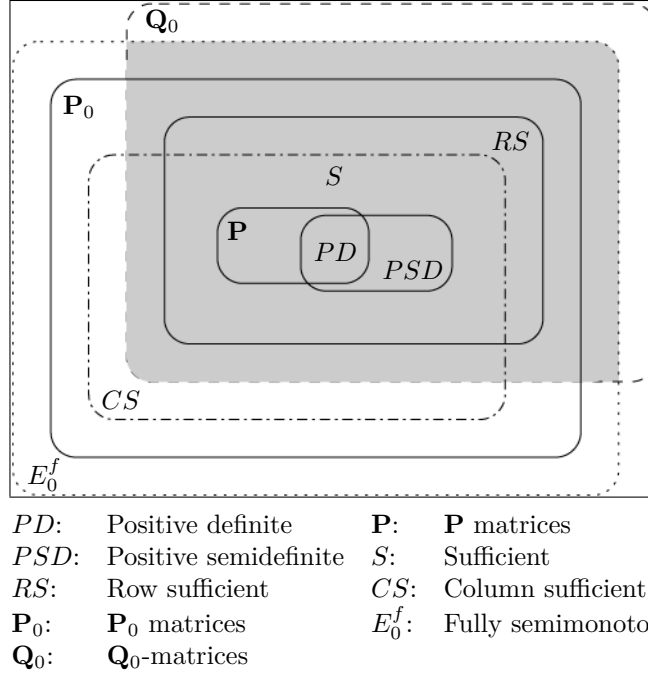 Q₀
P₀
RS
S
P
PD
PSD
CS
E₀ᶠ
PD: Positive definite P: P matrices
PSD: Positive semidefinite S: Sufficient
RS: Row sufficient CS: Column sufficient
P₀: P₀ matrices E₀ᶠ: Fully semimonoto
Q₀: Q₀-matrices